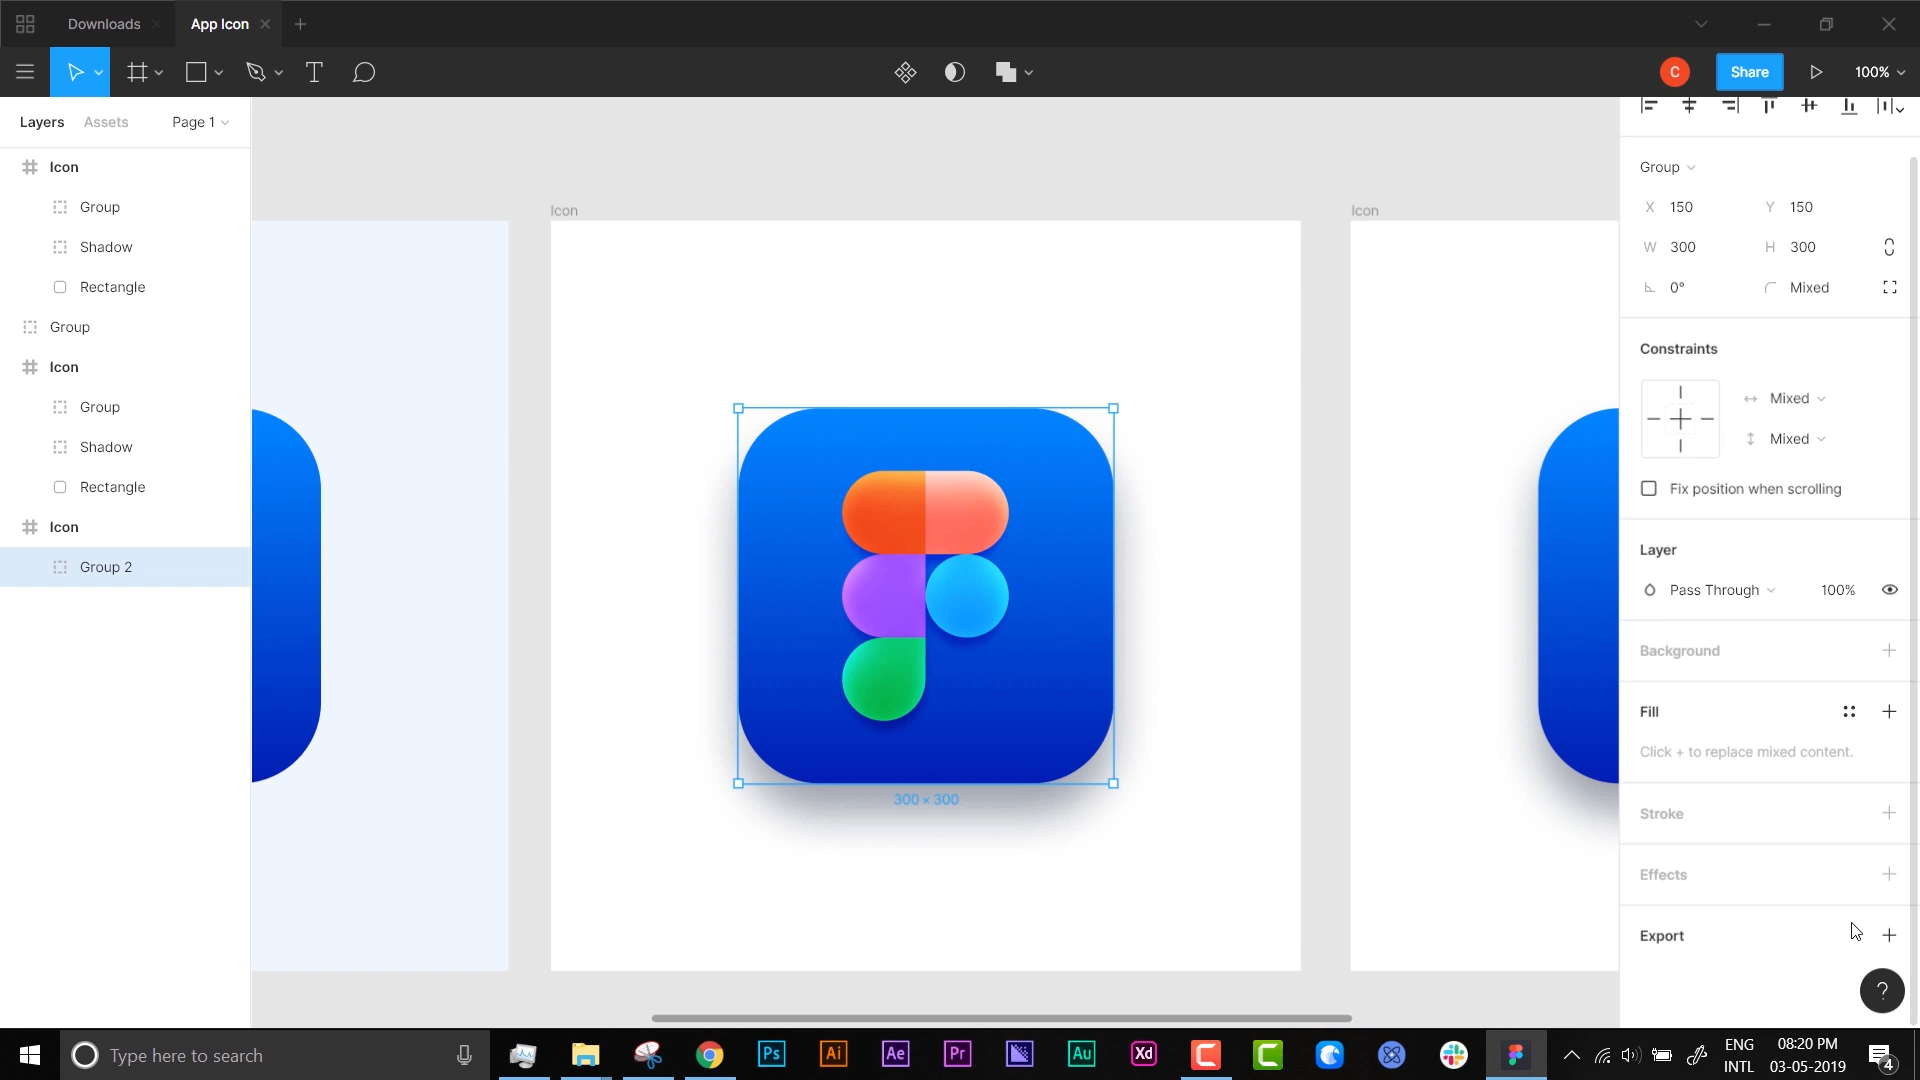 Downloads
App Icon
T
C
Share
100%
Layers
Assets
Page 1
Icon
Group
Shadow
Rectangle
Group
Icon
Group
Shadow
Rectangle
Icon
Group 2
Icon
Icon
300 × 300
Group
X 150
Y 150
W 300
H 300
0°
Mixed
Constraints
Mixed
Mixed
Fix position when scrolling
Layer
Pass Through
100%
Background
Fill
Click + to replace mixed content.
Stroke
Effects
Export
?
Type here to search
Ps
Ai
Ae
Pr
Au
Xd
C
C
ENG
INTL
08:20 PM
03-05-2019
4